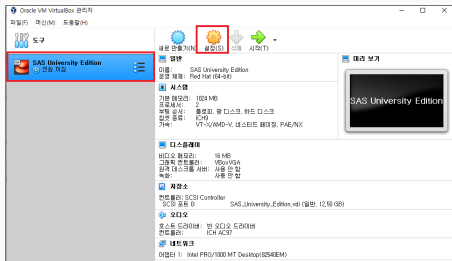 Oracle VM VirtualBox 관리자
파일(F) 머신(M) 도움말(H)
도구
새로 만들기(N) 설정(S) 삭제 시작(T)
SAS University Edition
전원 꺼짐
일반
이름: SAS University Edition
운영 체제: Red Hat (64-bit)
미리 보기
SAS University Edition
시스템
기본 메모리: 1024 MB
프로세서: 2
부팅 순서: 플로피, 광 디스크, 하드 디스크
칩셋 종류: ICH9
가속: VT-x/AMD-V, 네스티드 페이징, PAE/NX
디스플레이
비디오 메모리: 16 MB
그래픽 컨트롤러: VBoxVGA
원격 데스크톱 서버: 사용 안 함
녹화: 사용 안 함
저장소
컨트롤러: SCSI Controller
SCSI 포트 0: SAS_University_Edition.vdi (일반, 12,50 GB)
오디오
호스트 드라이버: 빈 오디오 드라이버
컨트롤러: ICH AC97
네트워크
어댑터 1: Intel PRO/1000 MT Desktop(82540EM)